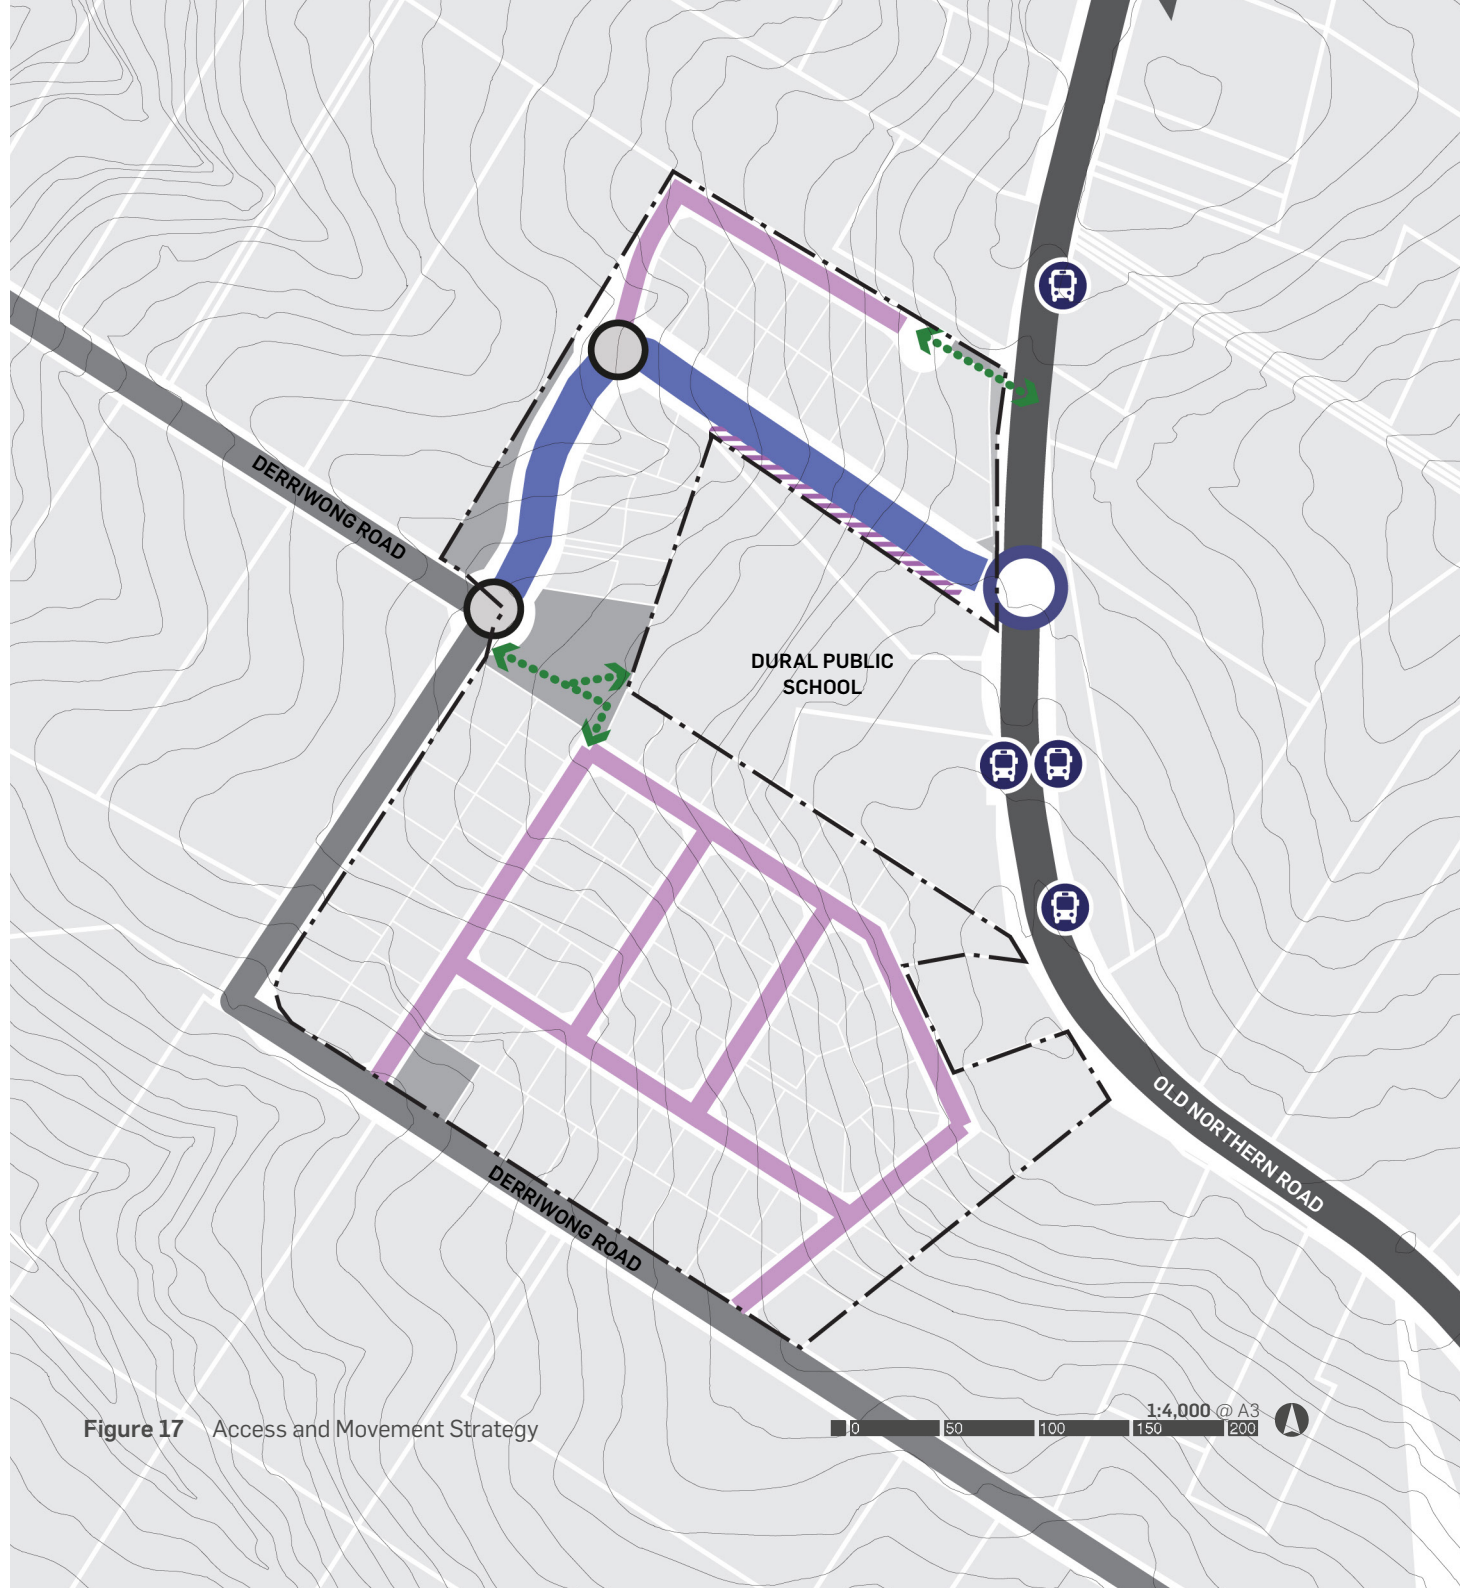 DERRIWONG ROAD
DURAL PUBLIC
SCHOOL
OLD NORTHERN ROAD
DERRIWONG ROAD
Figure 17 Access and Movement Strategy
1:4,000 @ A3
0 50 100 150 200